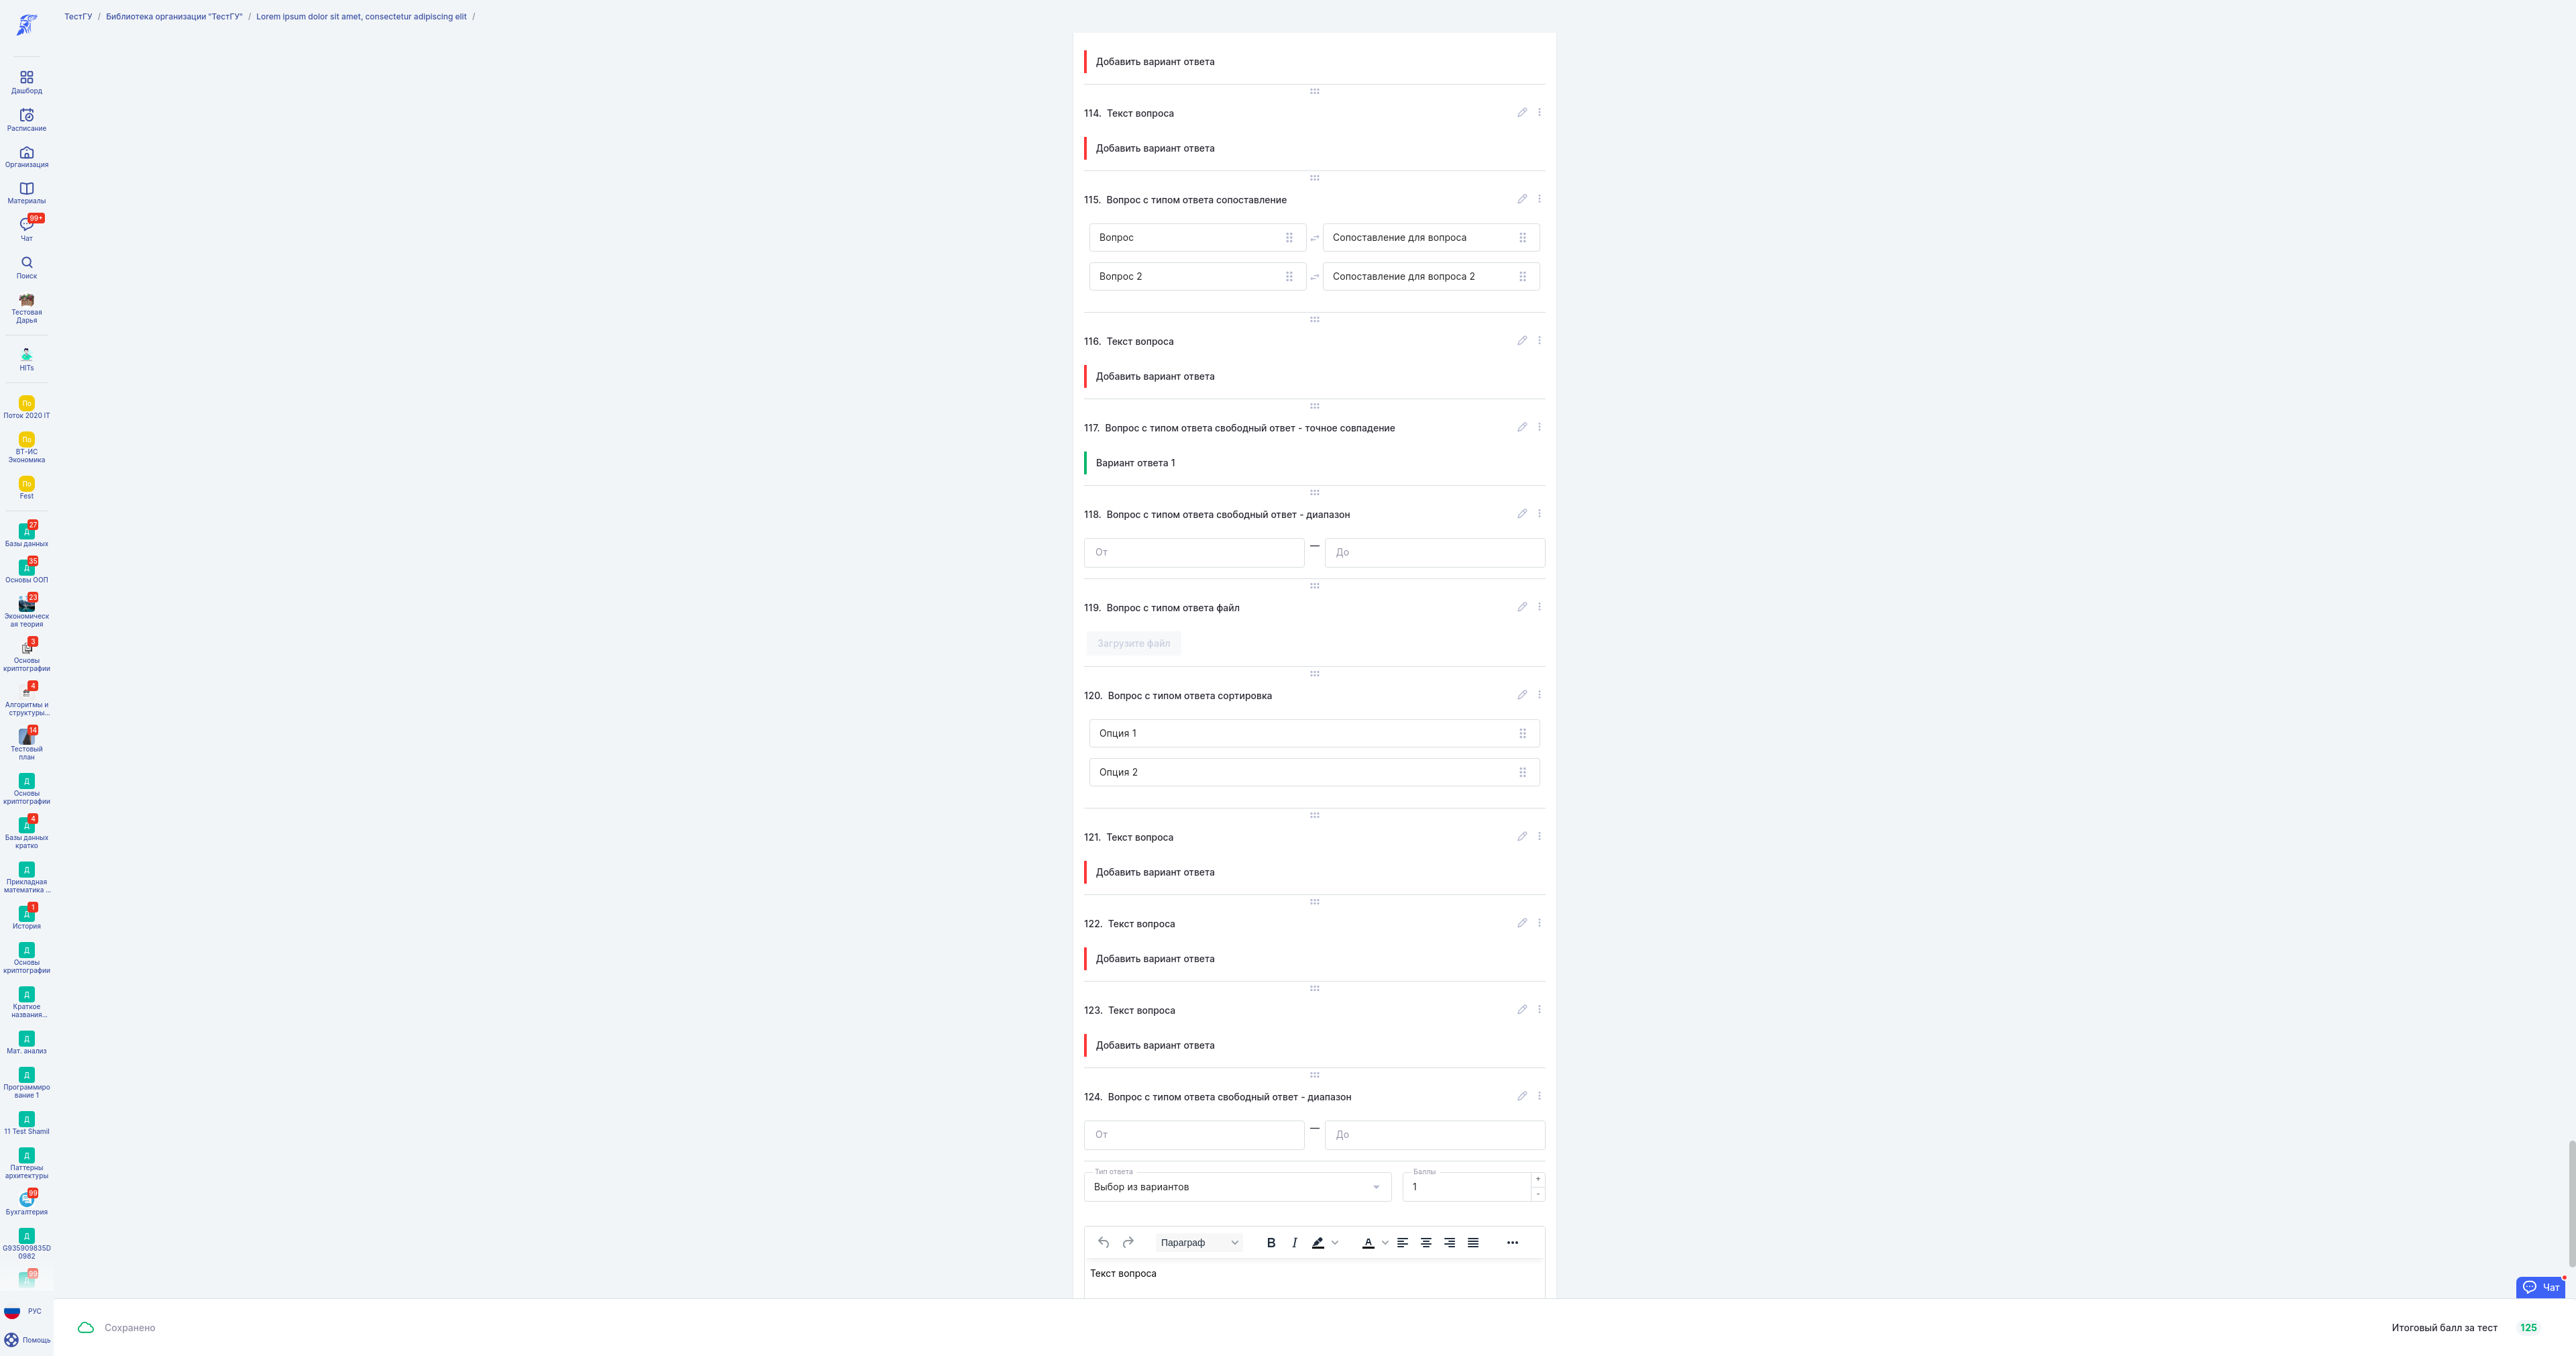 ТестГУ / Библиотека организации "ТестГУ" / Lorem ipsum dolor sit amet, consectetur adipiscing elit /
Дашборд
Расписание
Организация
Материалы
99+
Чат
Поиск
Тестовая
Дарья
HITs
По
Поток 2020 IT
По
ВТ-ИС
Экономика
По
Fest
27
Д
Базы данных
35
Д
Основы ООП
23
Экономическ
ая теория
3
Основы
криптографии
4
Алгоритмы и
структуры...
14
Тестовый
план
Д
Основы
криптографии
4
Д
Базы данных
кратко
Д
Прикладная
математика ...
1
Д
История
Д
Основы
криптографии
Д
Краткое
названия...
Д
Мат. анализ
Д
Программиро
вание 1
Д
11 Test Shamil
Д
Паттерны
архитектуры
99
Бухгалтерия
Д
G935909835D
0982
99
Д
РУС
Помощь
Добавить вариант ответа
114. Текст вопроса
Добавить вариант ответа
115. Вопрос с типом ответа сопоставление
Вопрос Сопоставление для вопроса
Вопрос 2 Сопоставление для вопроса 2
116. Текст вопроса
Добавить вариант ответа
117. Вопрос с типом ответа свободный ответ - точное совпадение
Вариант ответа 1
118. Вопрос с типом ответа свободный ответ - диапазон
От — До
119. Вопрос с типом ответа файл
Загрузите файл
120. Вопрос с типом ответа сортировка
Опция 1
Опция 2
121. Текст вопроса
Добавить вариант ответа
122. Текст вопроса
Добавить вариант ответа
123. Текст вопроса
Добавить вариант ответа
124. Вопрос с типом ответа свободный ответ - диапазон
От — До
Тип ответа Баллы
Выбор из вариантов 1 + -
Параграф B I A
Текст вопроса
Чат
Сохранено
Итоговый балл за тест 125